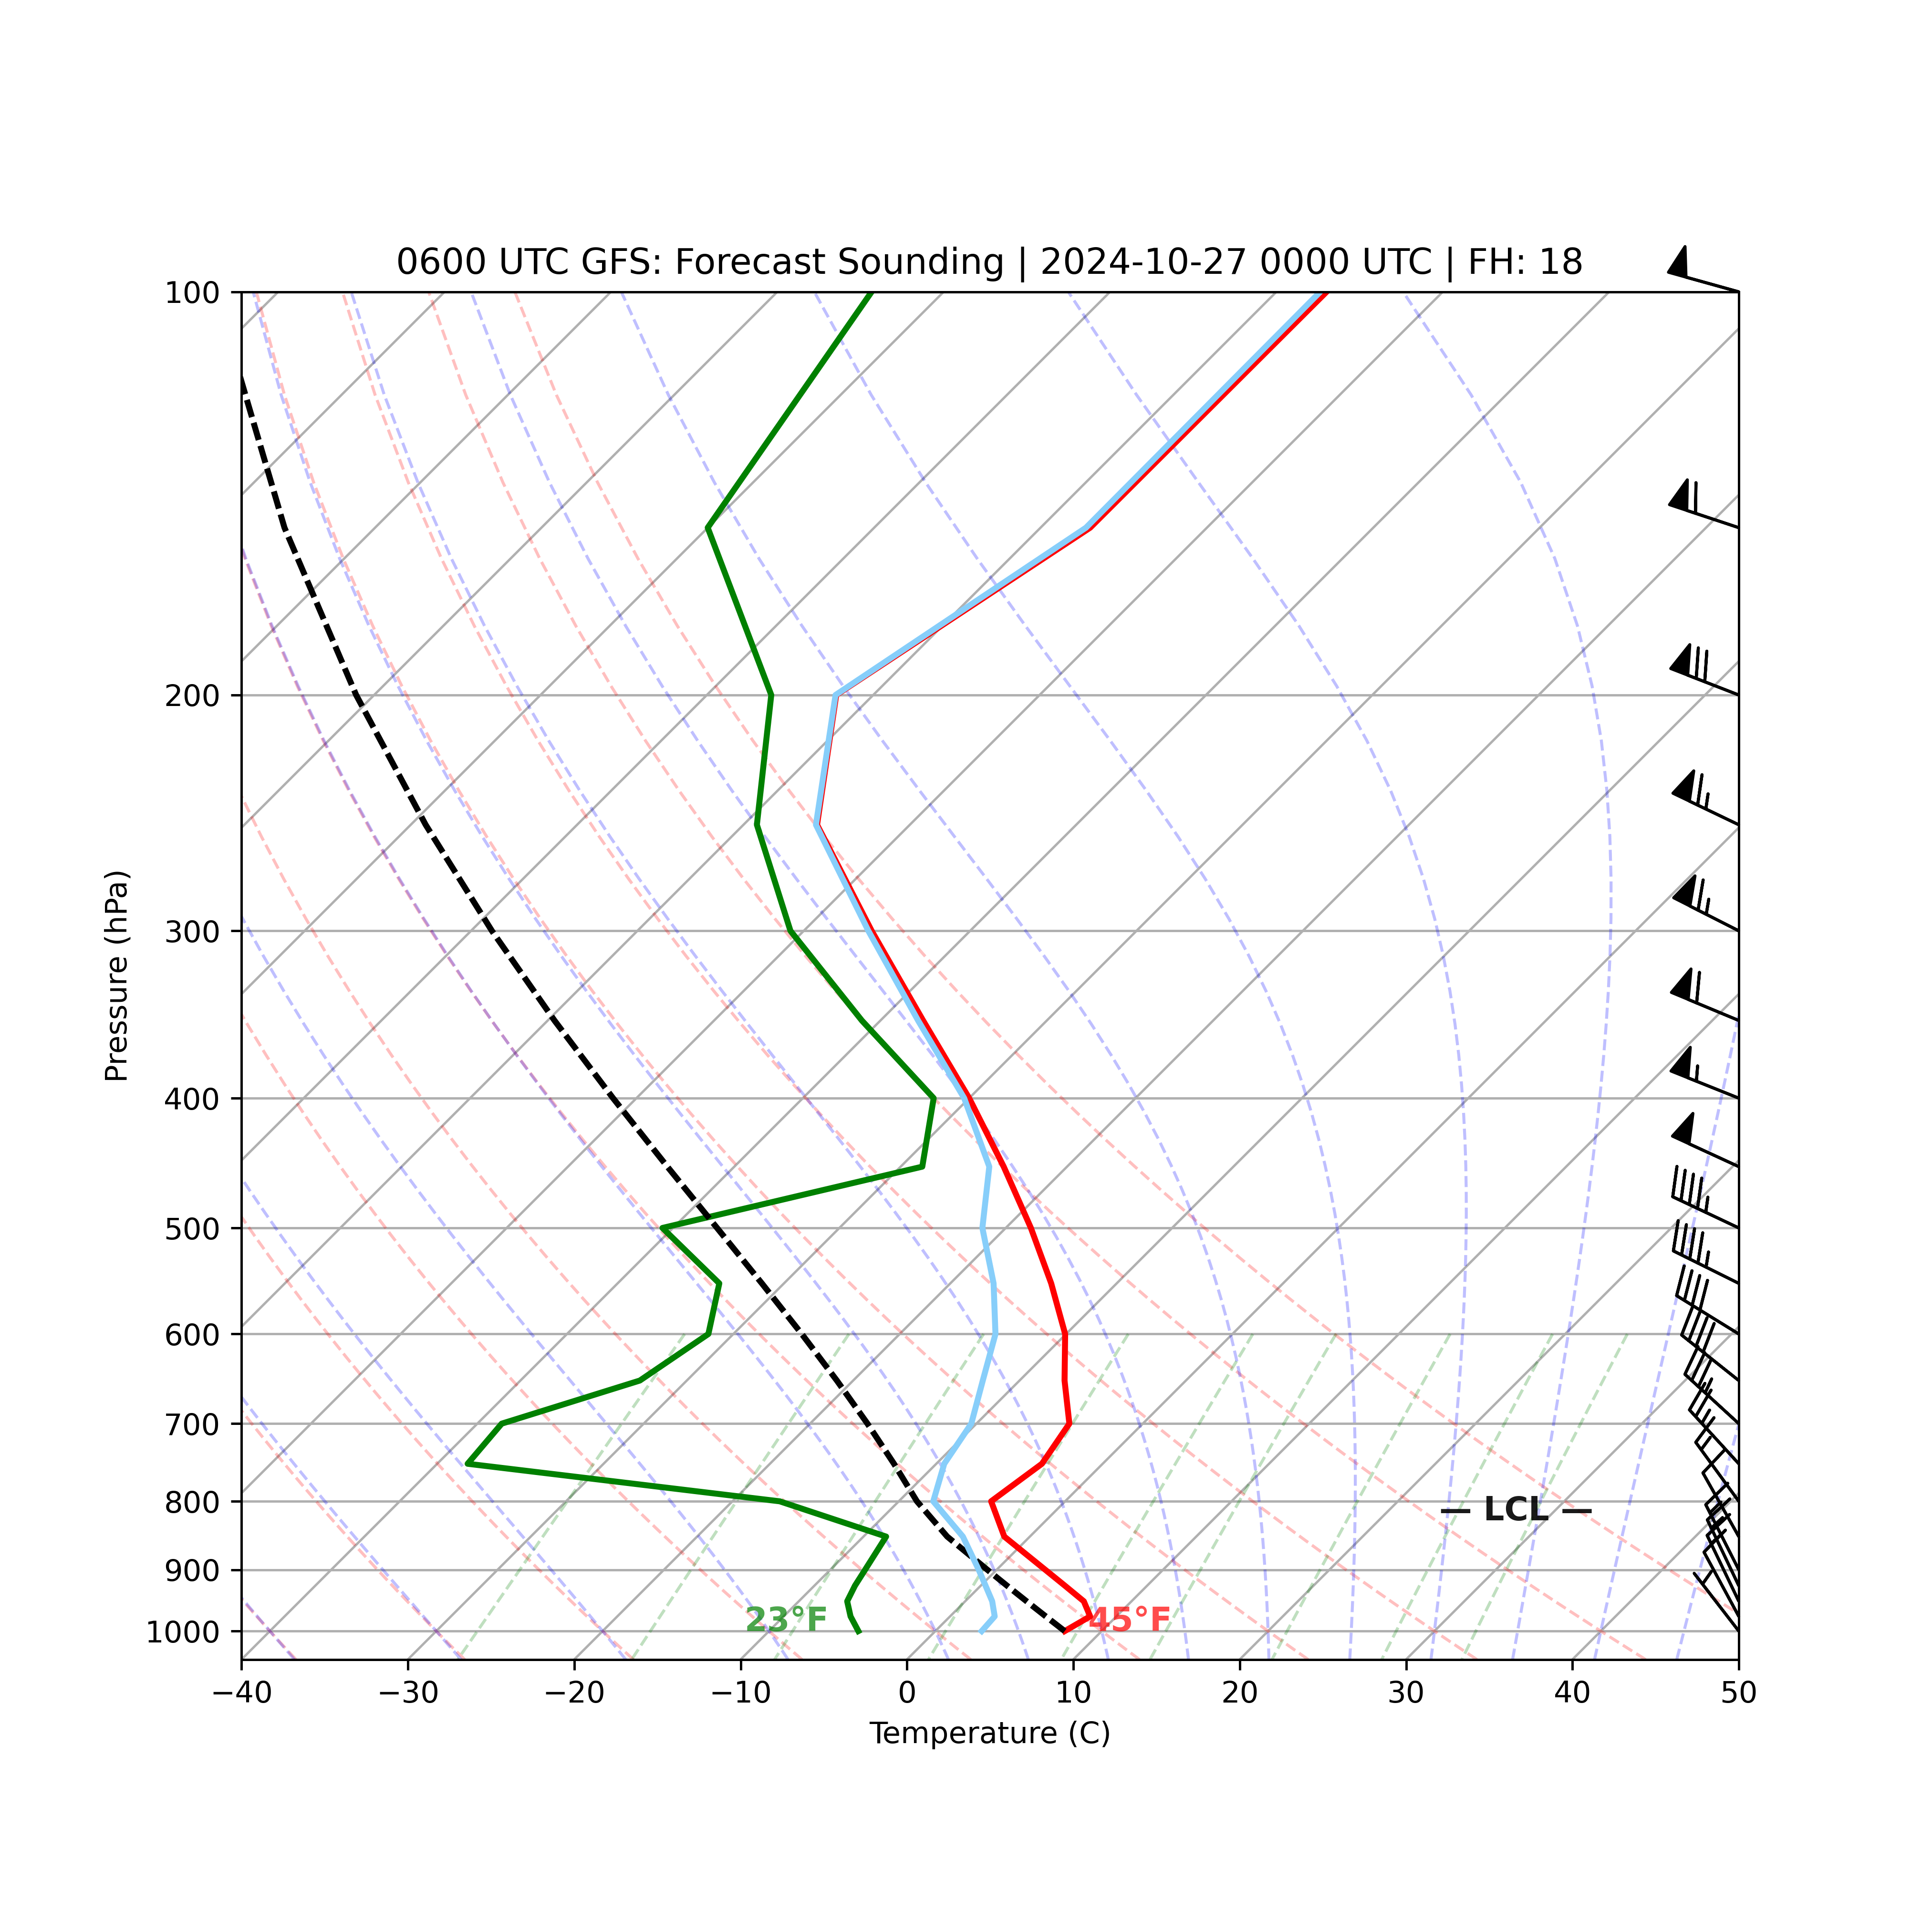 0600 UTC GFS: Forecast Sounding | 2024-10-27 0000 UTC | FH: 18
100
200
300
400
500
600
700
800
900
1000
Pressure (hPa)
— LCL —
23°F
45°F
−40 −30 −20 −10 0 10 20 30 40 50
Temperature (C)